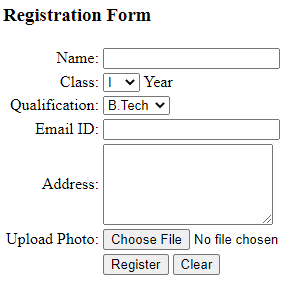 Registration Form
Name:
Class: I Year
Qualification: B.Tech
Email ID:
Address:
Upload Photo: Choose File No file chosen
Register Clear